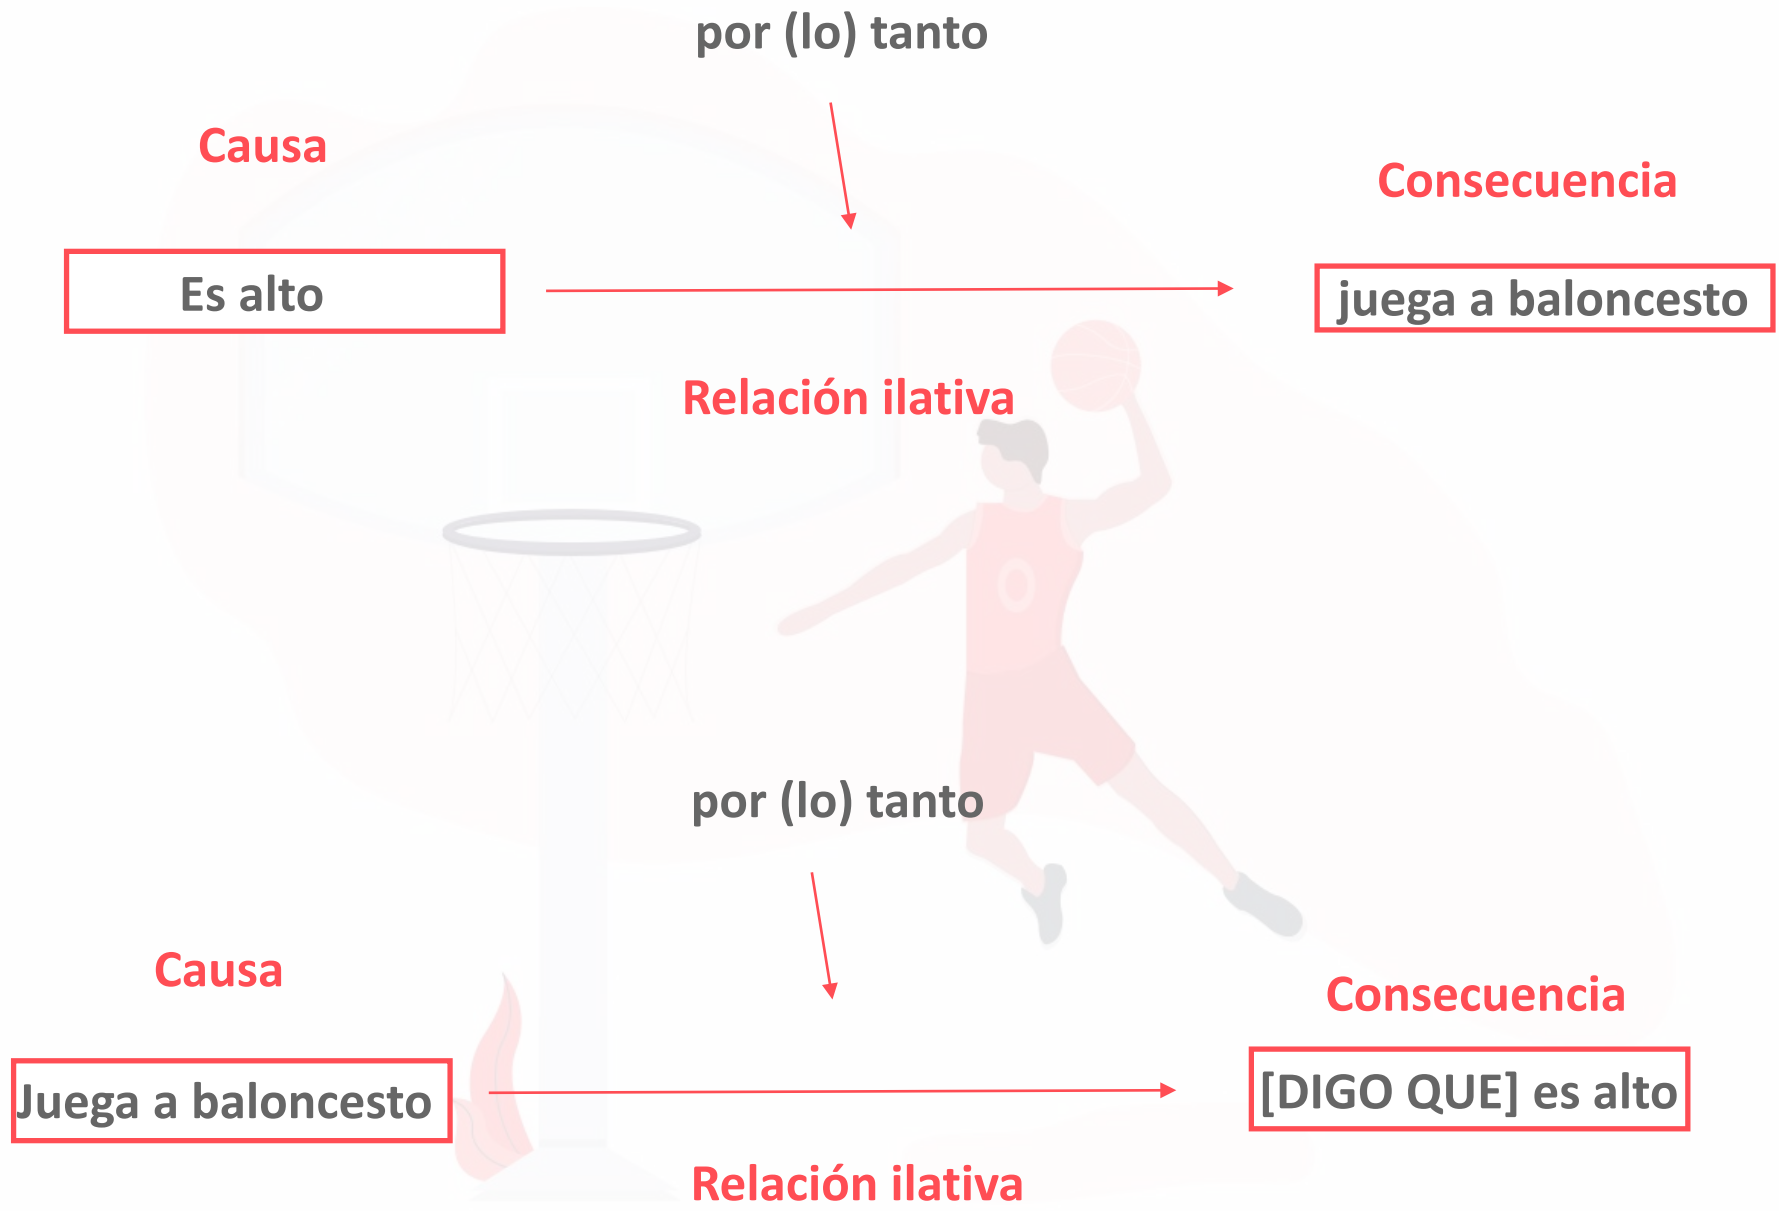 por (lo) tanto
Causa
Consecuencia
Es alto
juega a baloncesto
Relación ilativa
por (lo) tanto
Causa
Consecuencia
Juega a baloncesto
[DIGO QUE] es alto
Relación ilativa